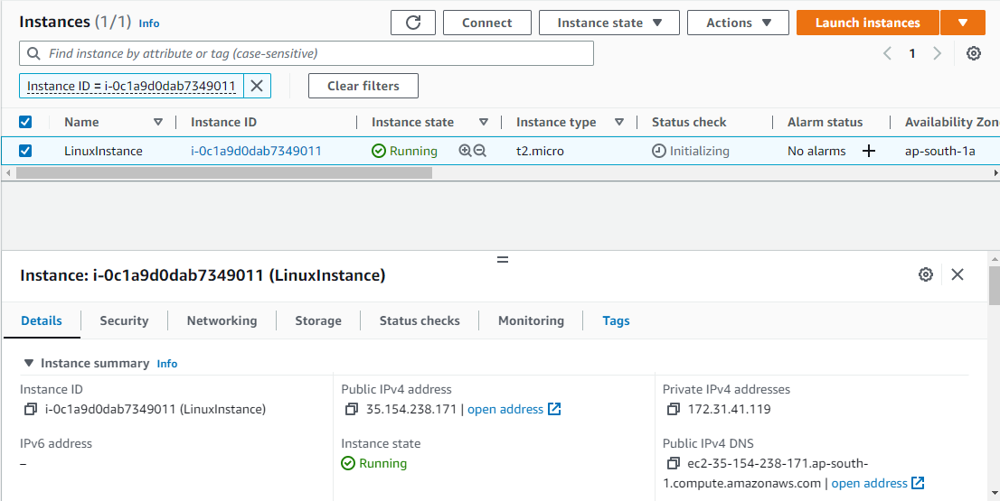 Instances (1/1) Info Connect Instance state Actions Launch instances
Find instance by attribute or tag (case-sensitive) 1
Instance ID = i-0c1a9d0dab7349011 Clear filters
Name Instance ID Instance state Instance type Status check Alarm status Availability Zon
LinuxInstance i-0c1a9d0dab7349011 Running t2.micro Initializing No alarms ap-south-1a
Instance: i-0c1a9d0dab7349011 (LinuxInstance)
Details Security Networking Storage Status checks Monitoring Tags
Instance summary Info
Instance ID Public IPv4 address Private IPv4 addresses
i-0c1a9d0dab7349011 (LinuxInstance) 35.154.238.171 | open address 172.31.41.119
IPv6 address Instance state Public IPv4 DNS
– Running ec2-35-154-238-171.ap-south-
1.compute.amazonaws.com | open address